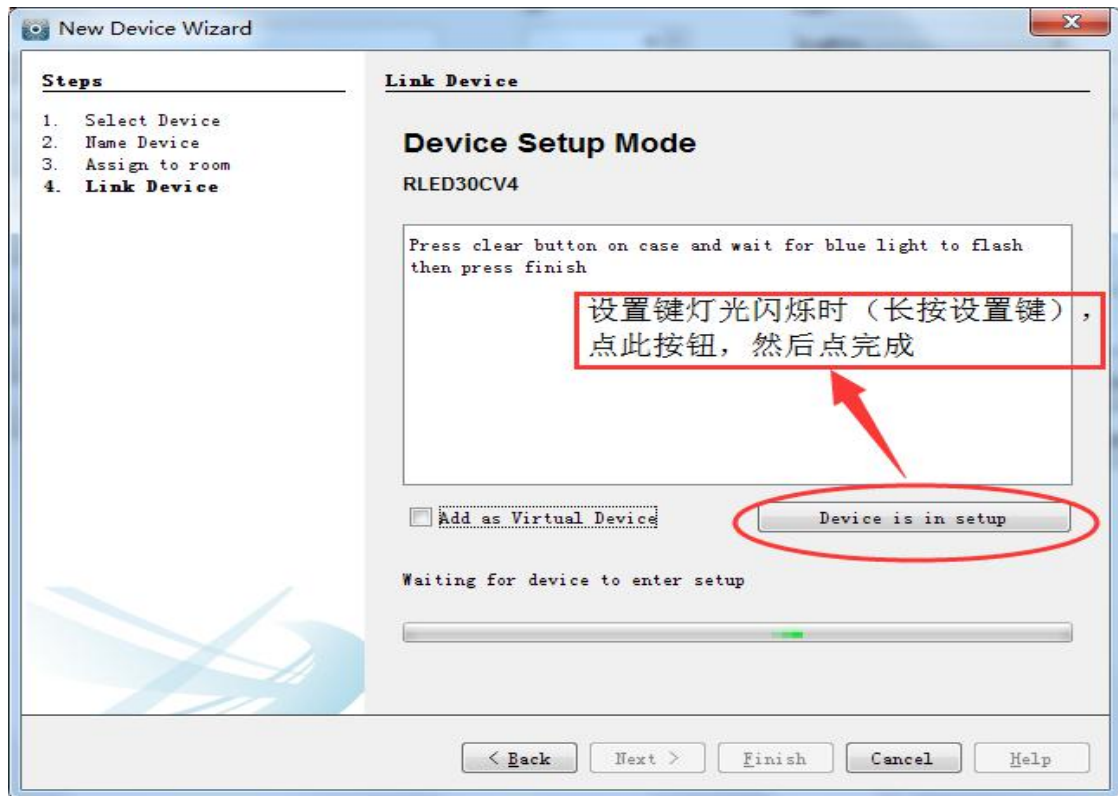 New Device Wizard
Steps
1. Select Device
2. Name Device
3. Assign to room
4. Link Device
Link Device
Device Setup Mode
RLED30CV4
Press clear button on case and wait for blue light to flash
then press finish
设置键灯光闪烁时（长按设置键），
点此按钮，然后点完成
Add as Virtual Device
Device is in setup
Waiting for device to enter setup
< Back
Next >
Finish
Cancel
Help